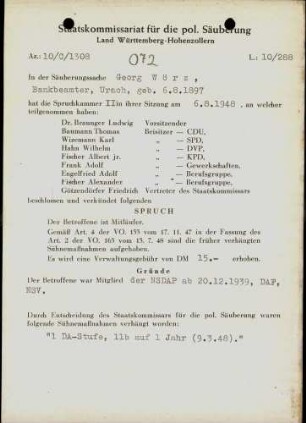 Staatskommissariat für die pol. Säuberung
Land Württemberg-Hohenzollern
Az.: 10/C/1308 072 L.: 10/288
In der Säuberungssache Georg W ö r z ,
Bankbeamter, Urach, geb. 6.8.1897
hat die Spruchkammer II in ihrer Sitzung am 6.8.1948 , an welcher
teilgenommen haben:
Dr. Bezunger Ludwig Vorsitzender
Baumann Thomas Beisitzer — CDU,
Wizemann Karl „ — SPD,
Hahn Wilhelm „ — DVP,
Fischer Albert jr. „ — KPD,
Frank Adolf „ — Gewerkschaften,
Engelfried Adolf „ — Berufsgruppe,
Fischer Alexander „ — Berufsgruppe,
Götzendörfer Friedrich Vertreter des Staatskommissars
beschlossen und verkündet folgenden
SPRUCH
Der Betroffene ist Mitläufer.
Gemäß Art. 4 der VO. 133 vom 17. 11. 47 in der Fassung des
Art. 2 der VO. 165 vom 13. 7. 48 sind die früher verhängten
Sühnemaßnahmen aufgehoben.
Es wird eine Verwaltungsgebühr von DM 15.- erhoben.
Gründe
Der Betroffene war Mitglied der NSDAP ab 20.12.1939, DAF,
NSV.
Durch Entscheidung des Staatskommissars für die pol. Säuberung waren
folgende Sühnemaßnahmen verhängt worden:
"1 DA-Stufe, 11b auf 1 Jahr (9.3.48)."